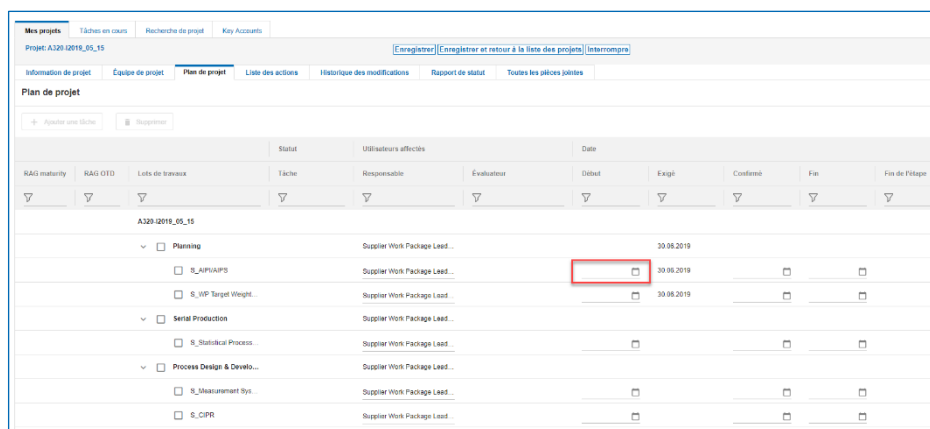 Mes projets Tâches en cours Recherche de projet Key Accounts
Projet: A320-I2019_05_15 Enregistrer Enregistrer et retour à la liste des projets Interrompre
Information de projet Équipe de projet Plan de projet Liste des actions Historique des modifications Rapport de statut Toutes les pièces jointes
Plan de projet
+ Ajouter une tâche Supprimer
Statut Utilisateurs affectés Date
RAG maturity RAG OTD Lots de travaux Tâche Responsable Évaluateur Début Exigé Confirmé Fin Fin de l'étape
A320-I2019_05_15
Planning Supplier Work Package Lead... 30.06.2019
S_AIPI/AIPS Supplier Work Package Lead... 30.06.2019
S_WP Target Weight... Supplier Work Package Lead... 30.06.2019
Serial Production Supplier Work Package Lead...
S_Statistical Process... Supplier Work Package Lead...
Process Design & Develo... Supplier Work Package Lead...
S_Measurement Sys... Supplier Work Package Lead...
S_CIPR Supplier Work Package Lead...